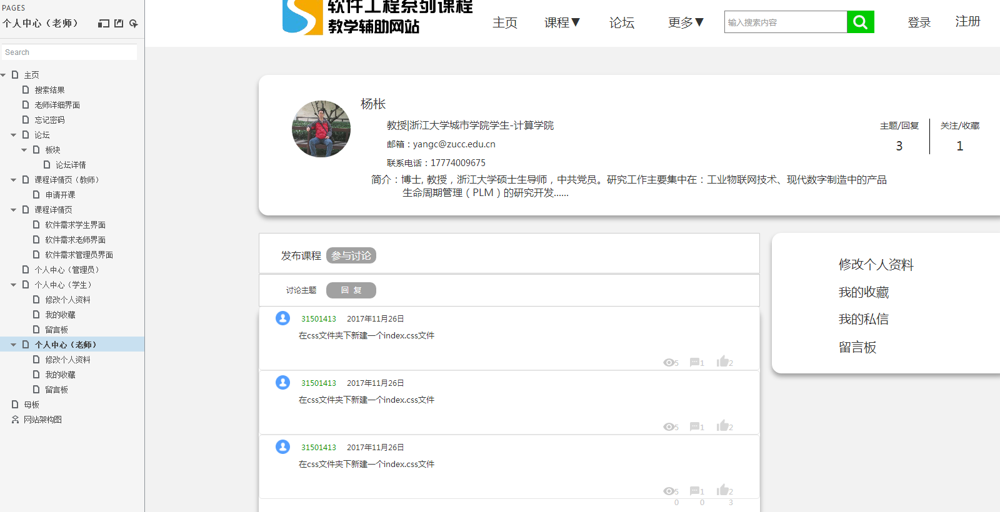 PAGES
个人中心（老师）
Search
主页
搜索结果
老师详细界面
忘记密码
论坛
板块
论坛详情
课程详情页（教师）
申请开课
课程详情页
软件需求学生界面
软件需求老师界面
软件需求管理员界面
个人中心（管理员）
个人中心（学生）
修改个人资料
我的收藏
留言板
个人中心（老师）
修改个人资料
我的收藏
留言板
母板
网站架构图
软件工程系列课程
教学辅助网站
主页 课程▼ 论坛 更多▼ 输入搜索内容 登录 注册
杨枨
教授|浙江大学城市学院学生-计算学院
邮箱：yangc@zucc.edu.cn
联系电话：17774009675
简介：博士, 教授，浙江大学硕士生导师，中共党员。研究工作主要集中在：工业物联网技术、现代数字制造中的产品
生命周期管理（PLM）的研究开发......
主题/回复 关注/收藏
3 1
发布课程 参与讨论
讨论主题 回 复
31501413 2017年11月26日
在css文件夹下新建一个index.css文件
5 1 2
31501413 2017年11月26日
在css文件夹下新建一个index.css文件
5 1 2
31501413 2017年11月26日
在css文件夹下新建一个index.css文件
5 1 2
0 0 3
修改个人资料
我的收藏
我的私信
留言板